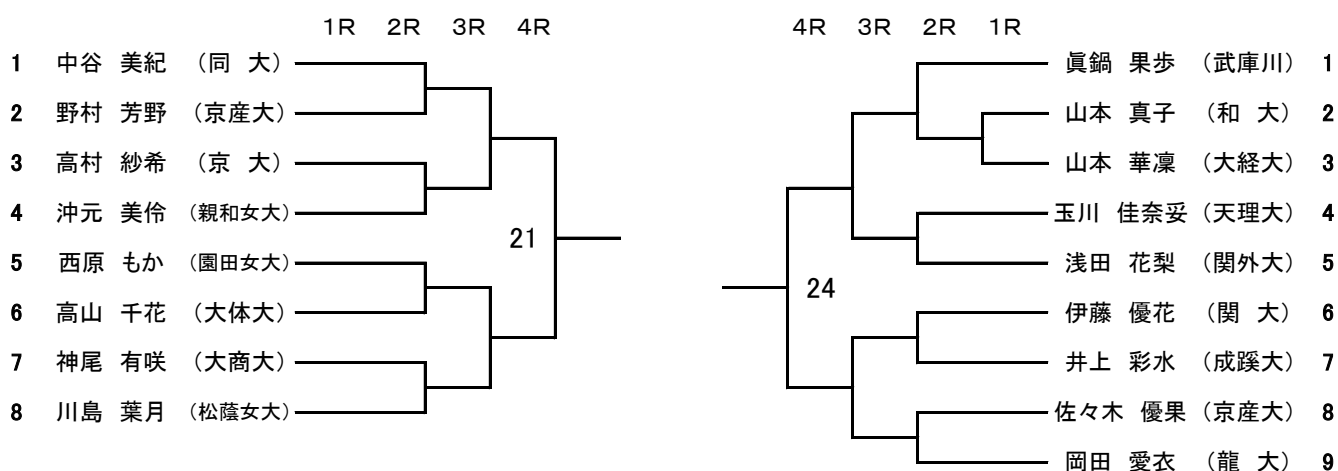 1R 2R 3R 4R
1 中谷 美紀 (同 大)
2 野村 芳野 (京産大)
3 高村 紗希 (京 大)
4 沖元 美伶 (親和女大)
5 西原 もか (園田女大)
6 高山 千花 (大体大)
7 神尾 有咲 (大商大)
8 川島 葉月 (松蔭女大)
21
4R 3R 2R 1R
眞鍋 果歩 (武庫川) 1
山本 真子 (和 大) 2
山本 華凜 (大経大) 3
玉川 佳奈妥 (天理大) 4
浅田 花梨 (関外大) 5
伊藤 優花 (関 大) 6
井上 彩水 (成蹊大) 7
佐々木 優果 (京産大) 8
岡田 愛衣 (龍 大) 9
24